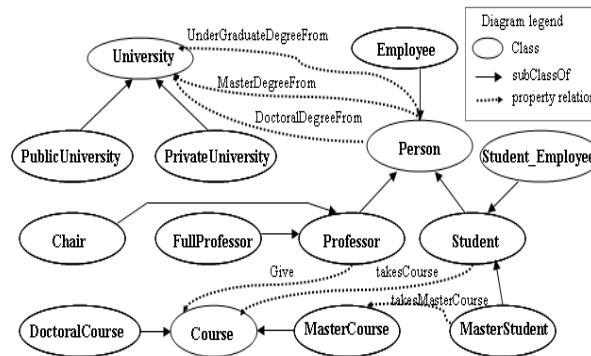 UnderGraduateDegreeFrom
Employee
Diagram legend
Class
subClassOf
property relation
University
MasterDegreeFrom
DoctoralDegreeFrom
PublicUniversity
PrivateUniversity
Person
Student_Employee
Chair
FullProfessor
Professor
Student
Give
takesCourse
takesMasterCourse
DoctoralCourse
Course
MasterCourse
MasterStudent